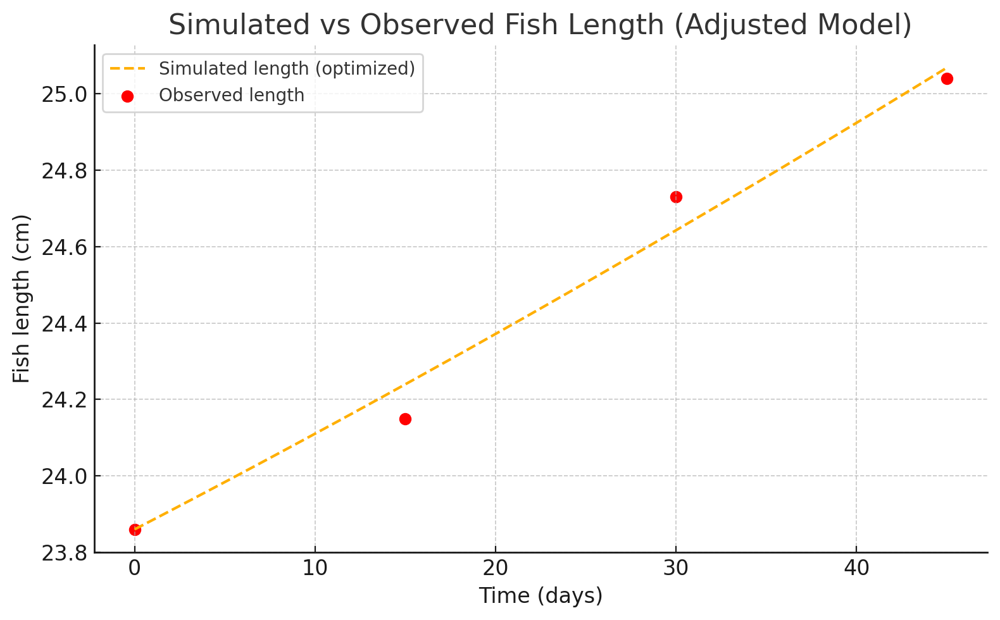 Simulated vs Observed Fish Length (Adjusted Model)
Simulated length (optimized)
Observed length
25.0
24.8
24.6
24.4
24.2
24.0
23.8
Fish length (cm)
0 10 20 30 40
Time (days)